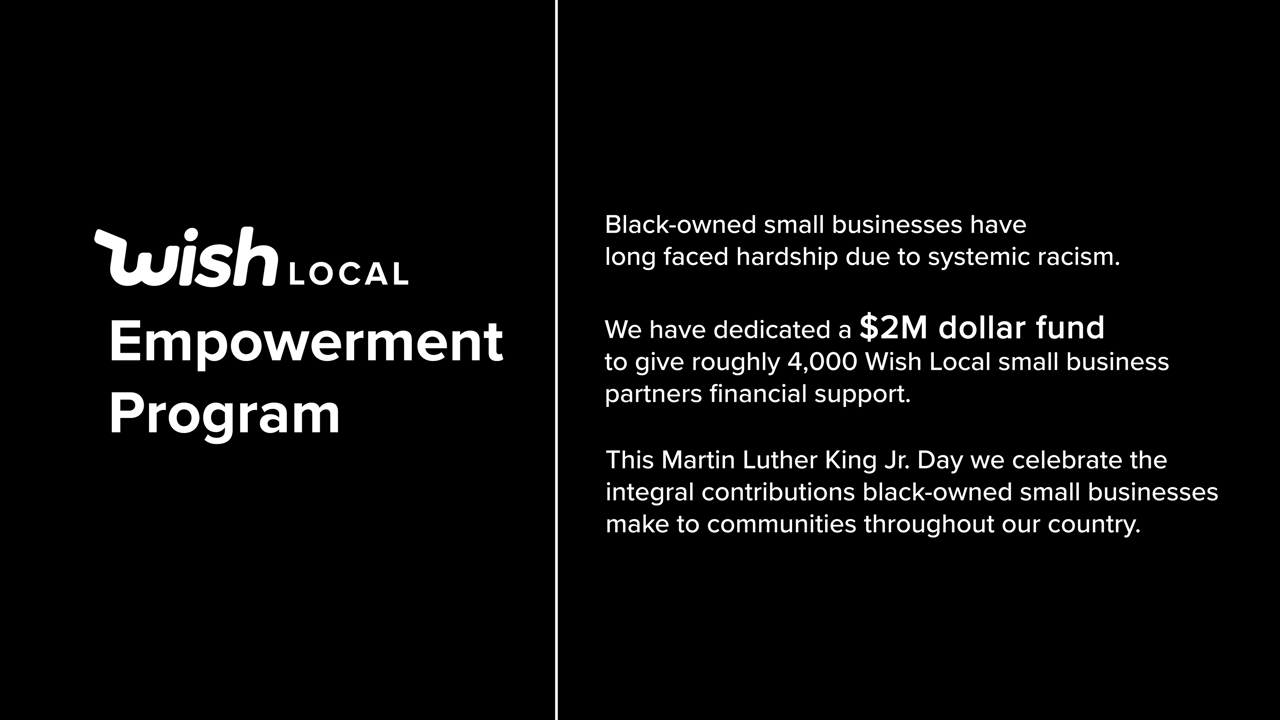 wish LOCAL
Empowerment
Program
Black-owned small businesses have
long faced hardship due to systemic racism.
We have dedicated a $2M dollar fund
to give roughly 4,000 Wish Local small business
partners financial support.
This Martin Luther King Jr. Day we celebrate the
integral contributions black-owned small businesses
make to communities throughout our country.